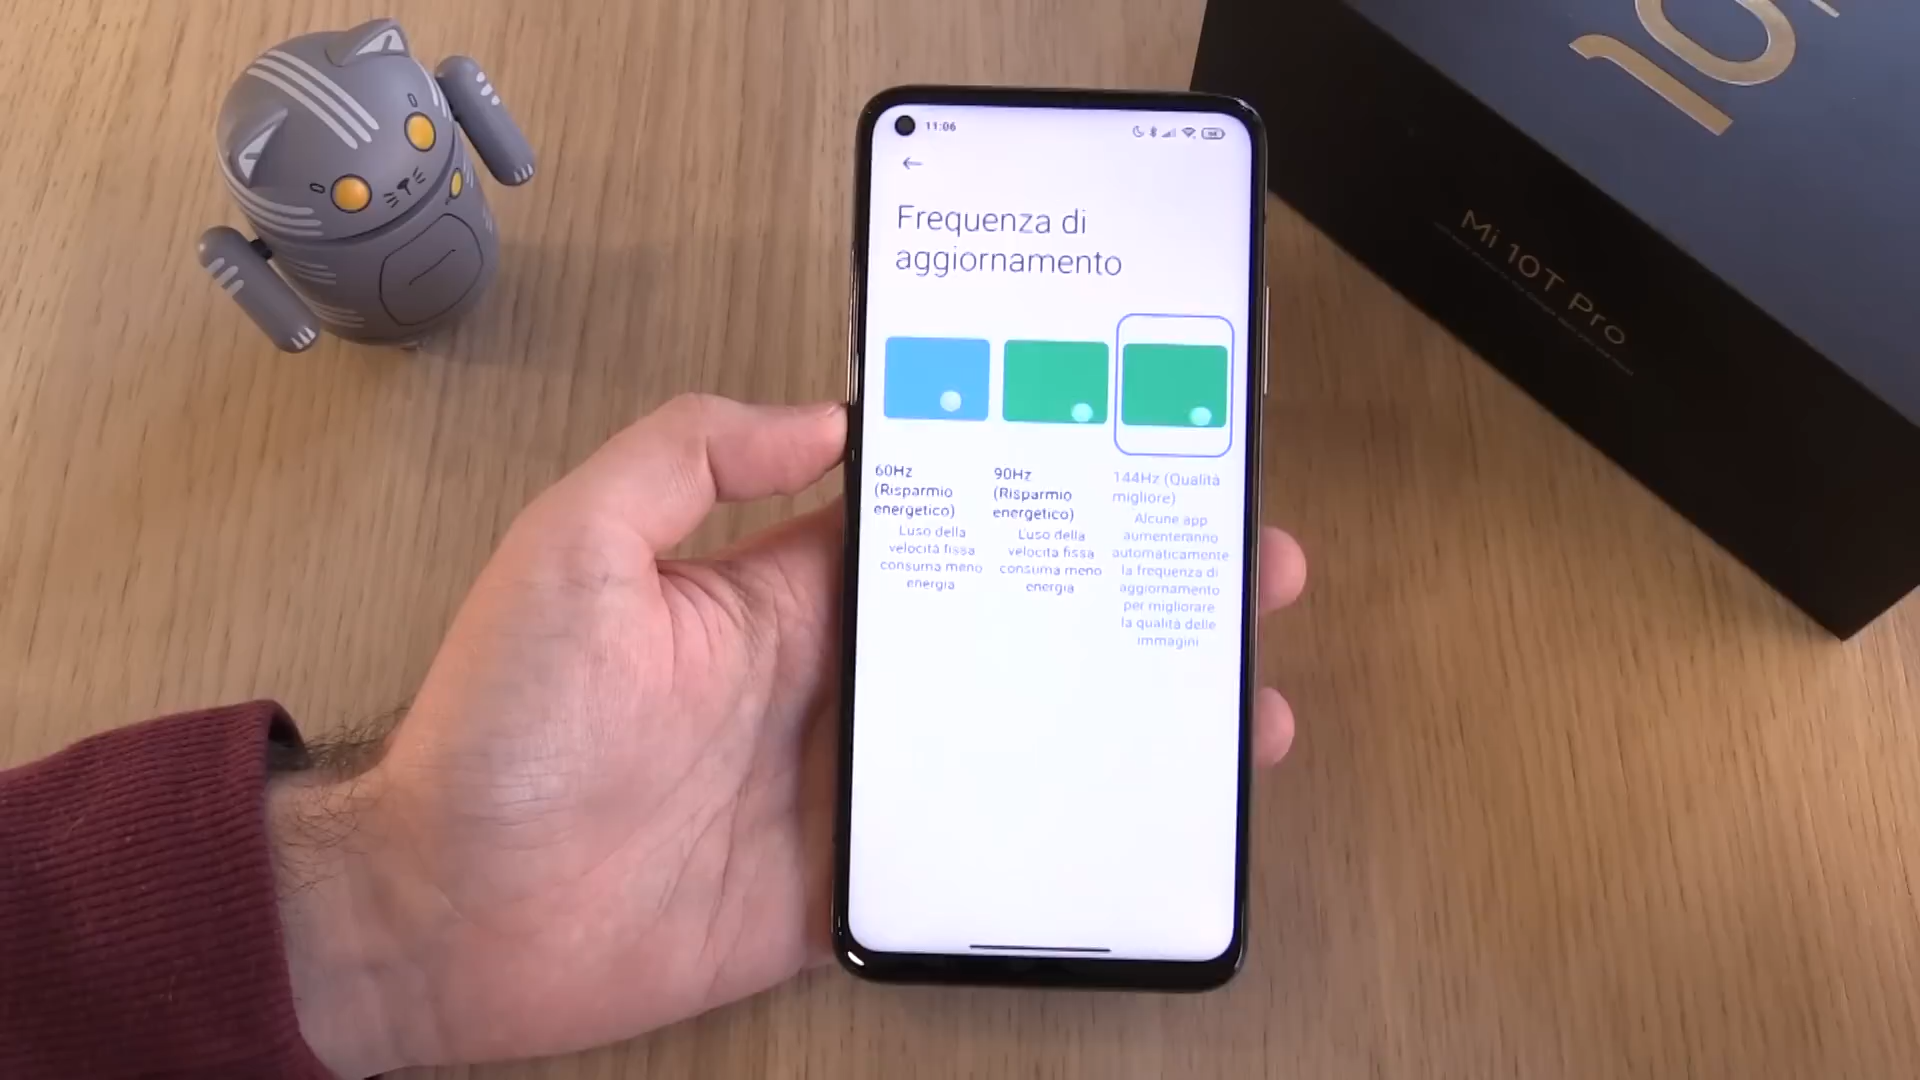 11:06
Frequenza di
aggiornamento
60Hz
(Risparmio
energetico)
L'uso della
velocità fissa
consuma meno
energia
90Hz
(Risparmio
energetico)
L'uso della
velocità fissa
consuma meno
energia
144Hz (Qualità
migliore)
Alcune app
aumenteranno
automaticamente
la frequenza di
aggiornamento
per migliorare
la qualità delle
immagini
10
Mi 10T Pro